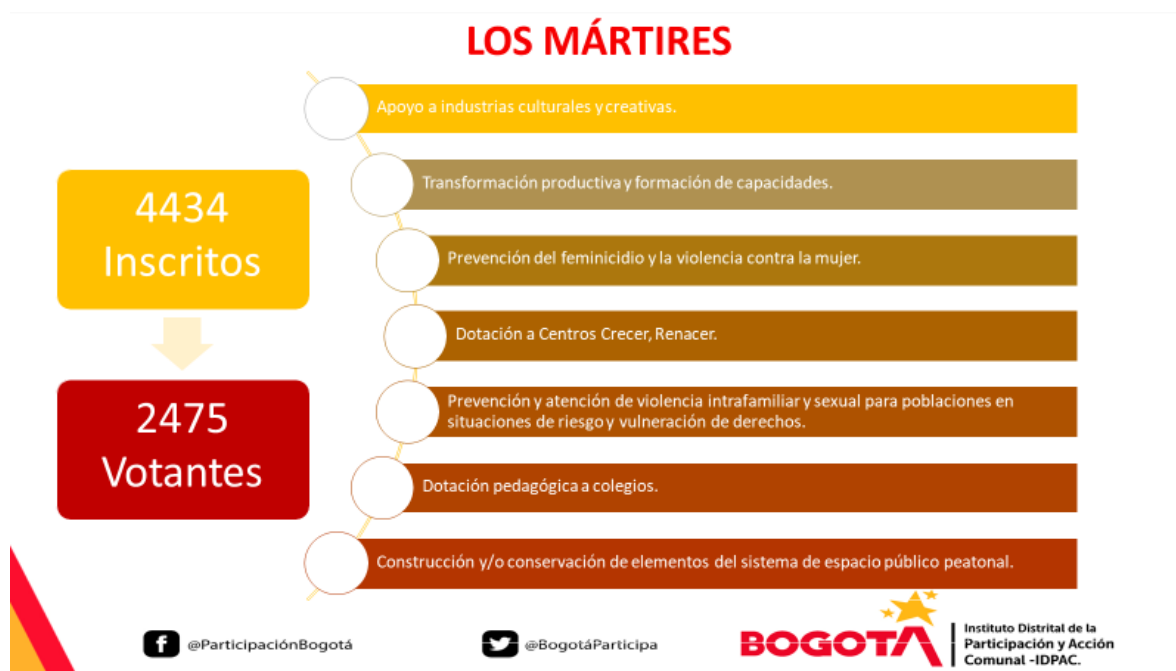 LOS MÁRTIRES
4434
Inscritos
2475
Votantes
Apoyo a industrias culturales y creativas.
Transformación productiva y formación de capacidades.
Prevención del feminicidio y la violencia contra la mujer.
Dotación a Centros Crecer, Renacer.
Prevención y atención de violencia intrafamiliar y sexual para poblaciones en
situaciones de riesgo y vulneración de derechos.
Dotación pedagógica a colegios.
Construcción y/o conservación de elementos del sistema de espacio público peatonal.
@ParticipaciónBogotá
@BogotáParticipa
BOGOTÁ
Instituto Distrital de la
Participación y Acción
Comunal -IDPAC.